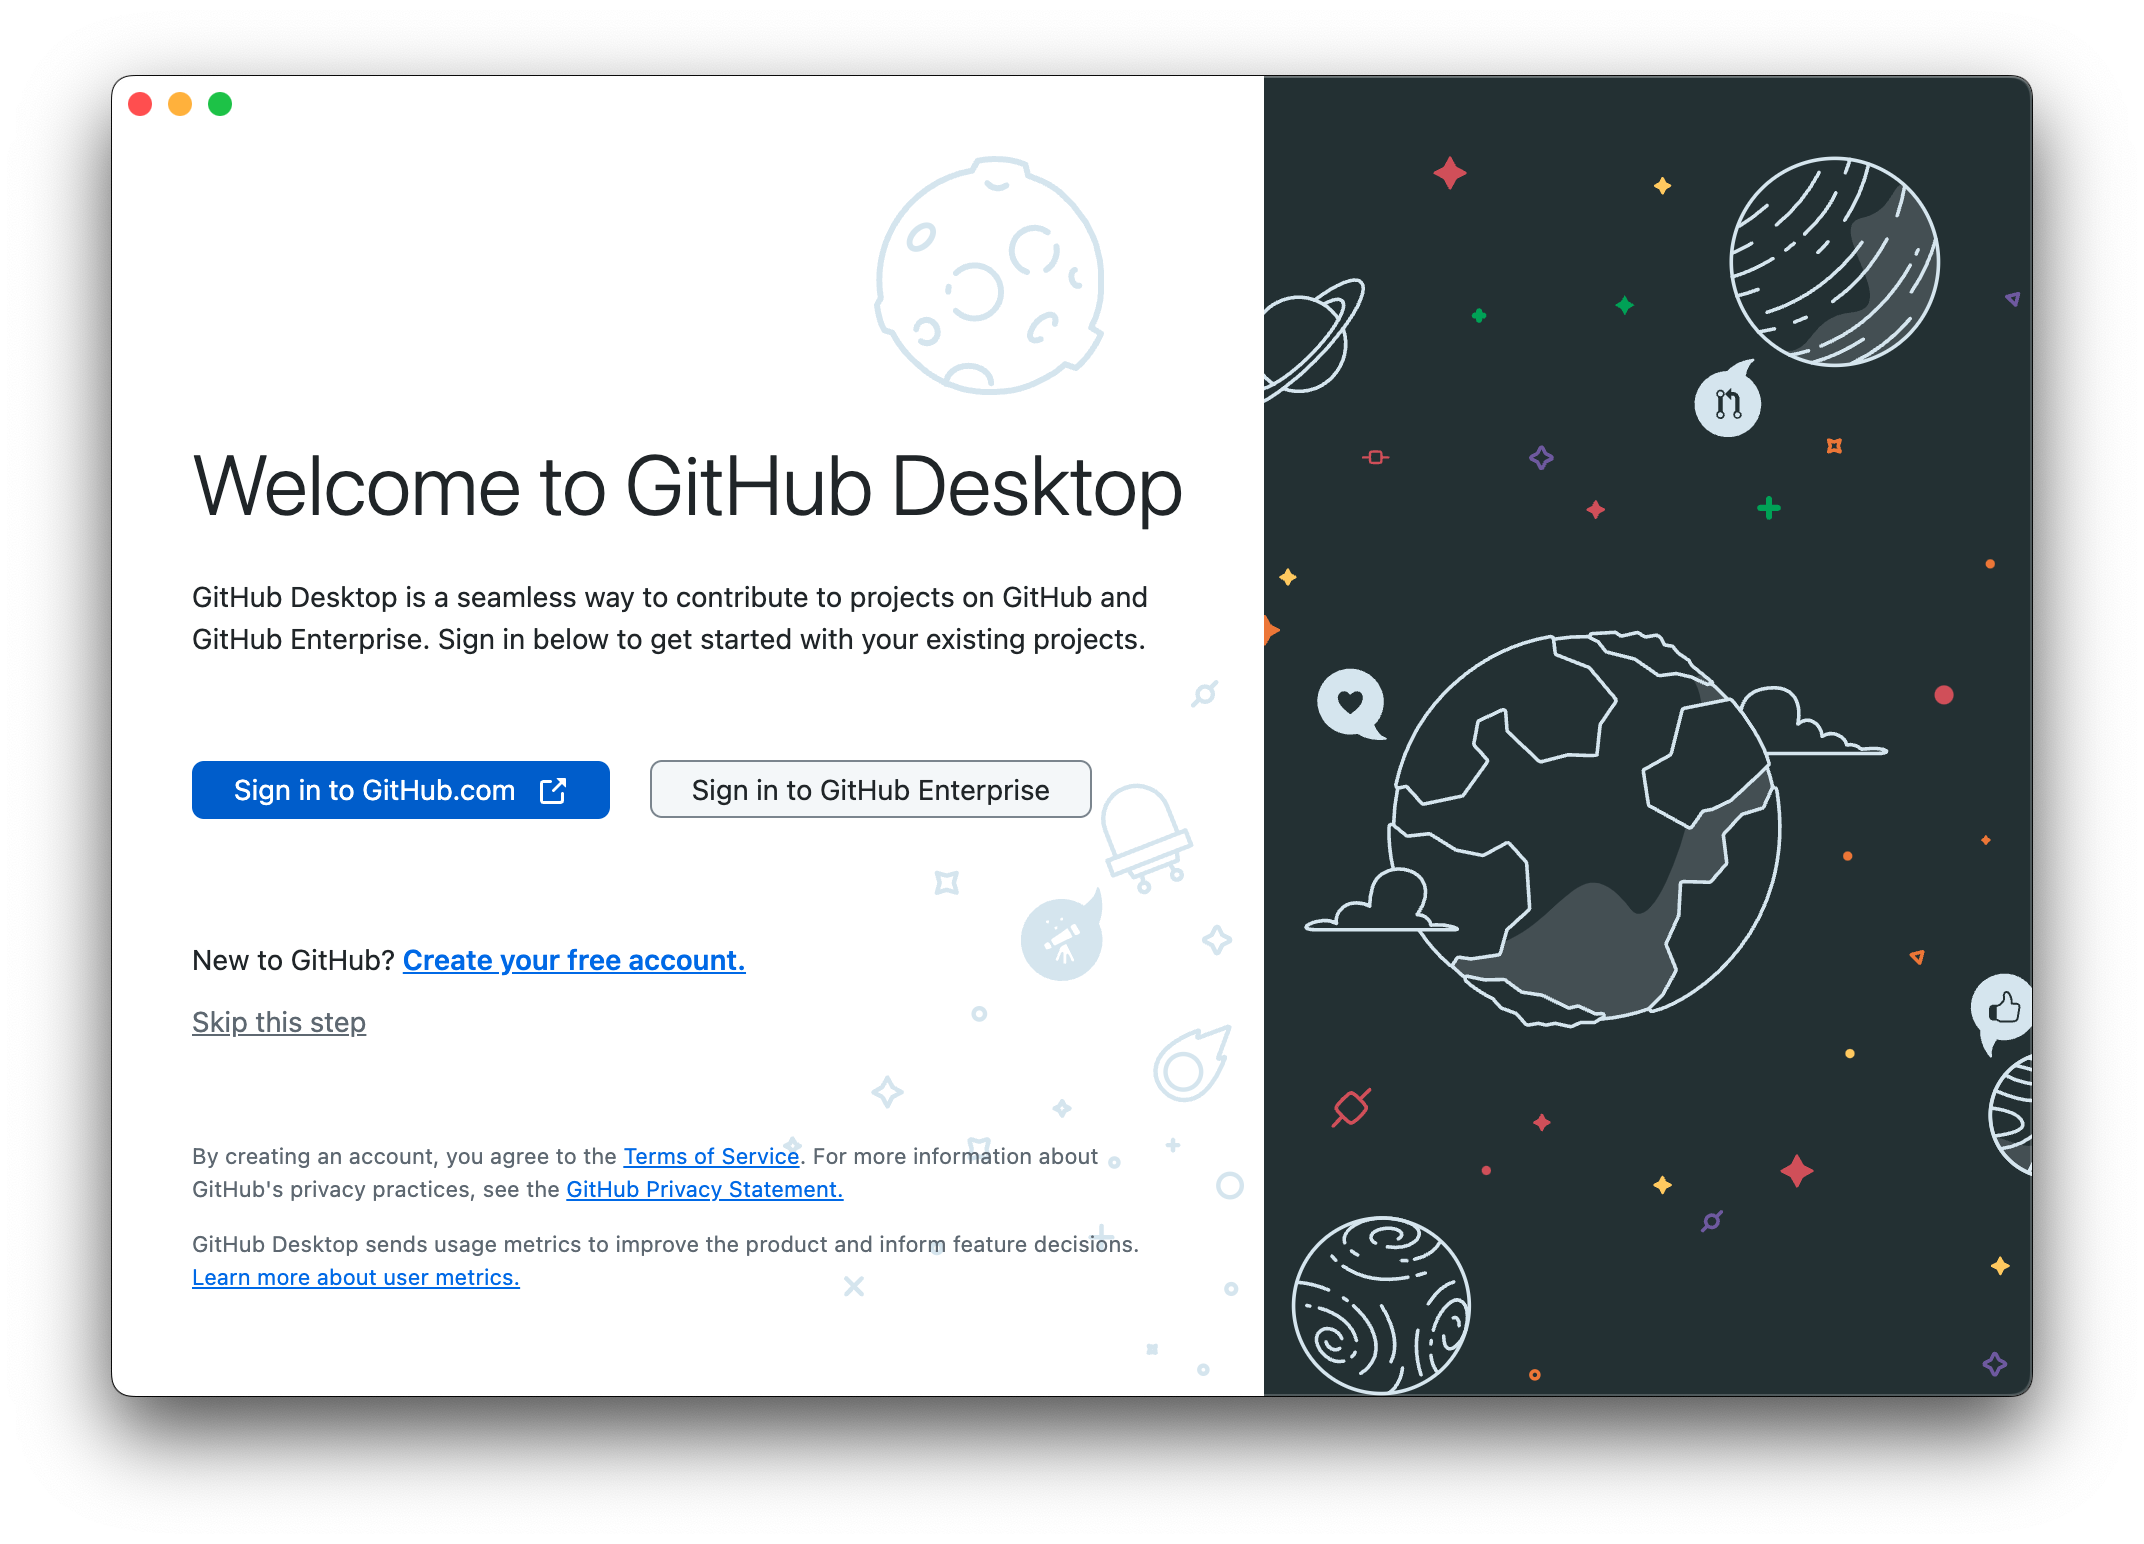 Welcome to GitHub Desktop
GitHub Desktop is a seamless way to contribute to projects on GitHub and
GitHub Enterprise. Sign in below to get started with your existing projects.
Sign in to GitHub.com
Sign in to GitHub Enterprise
New to GitHub? Create your free account.
Skip this step
By creating an account, you agree to the Terms of Service. For more information about
GitHub's privacy practices, see the GitHub Privacy Statement.
GitHub Desktop sends usage metrics to improve the product and inform feature decisions.
Learn more about user metrics.